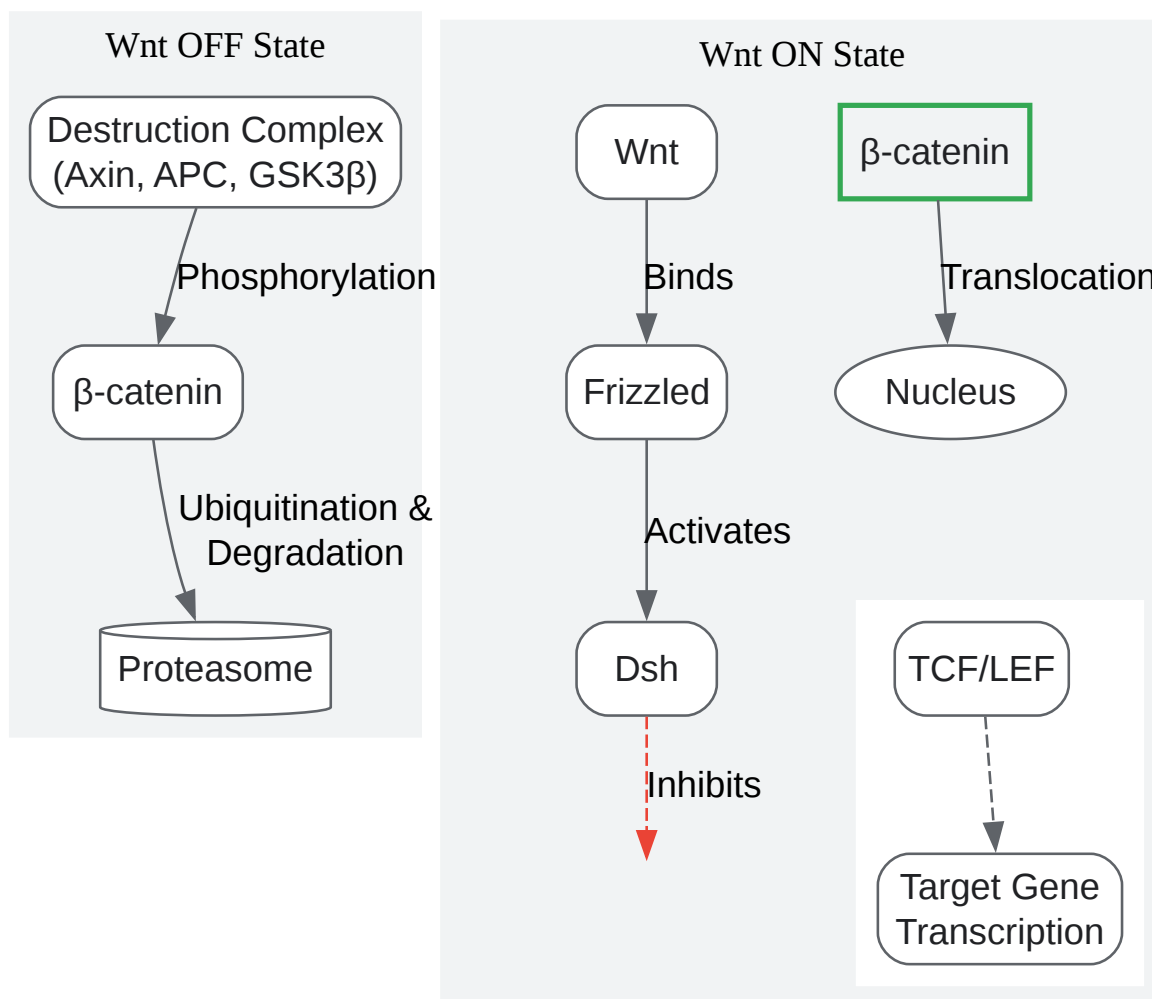 Wnt OFF State
Destruction Complex
(Axin, APC, GSK3β)
Phosphorylation
β-catenin
Ubiquitination &
Degradation
Proteasome
Wnt ON State
Wnt
Binds
Frizzled
Activates
Dsh
Inhibits
β-catenin
Translocation
Nucleus
TCF/LEF
Target Gene
Transcription